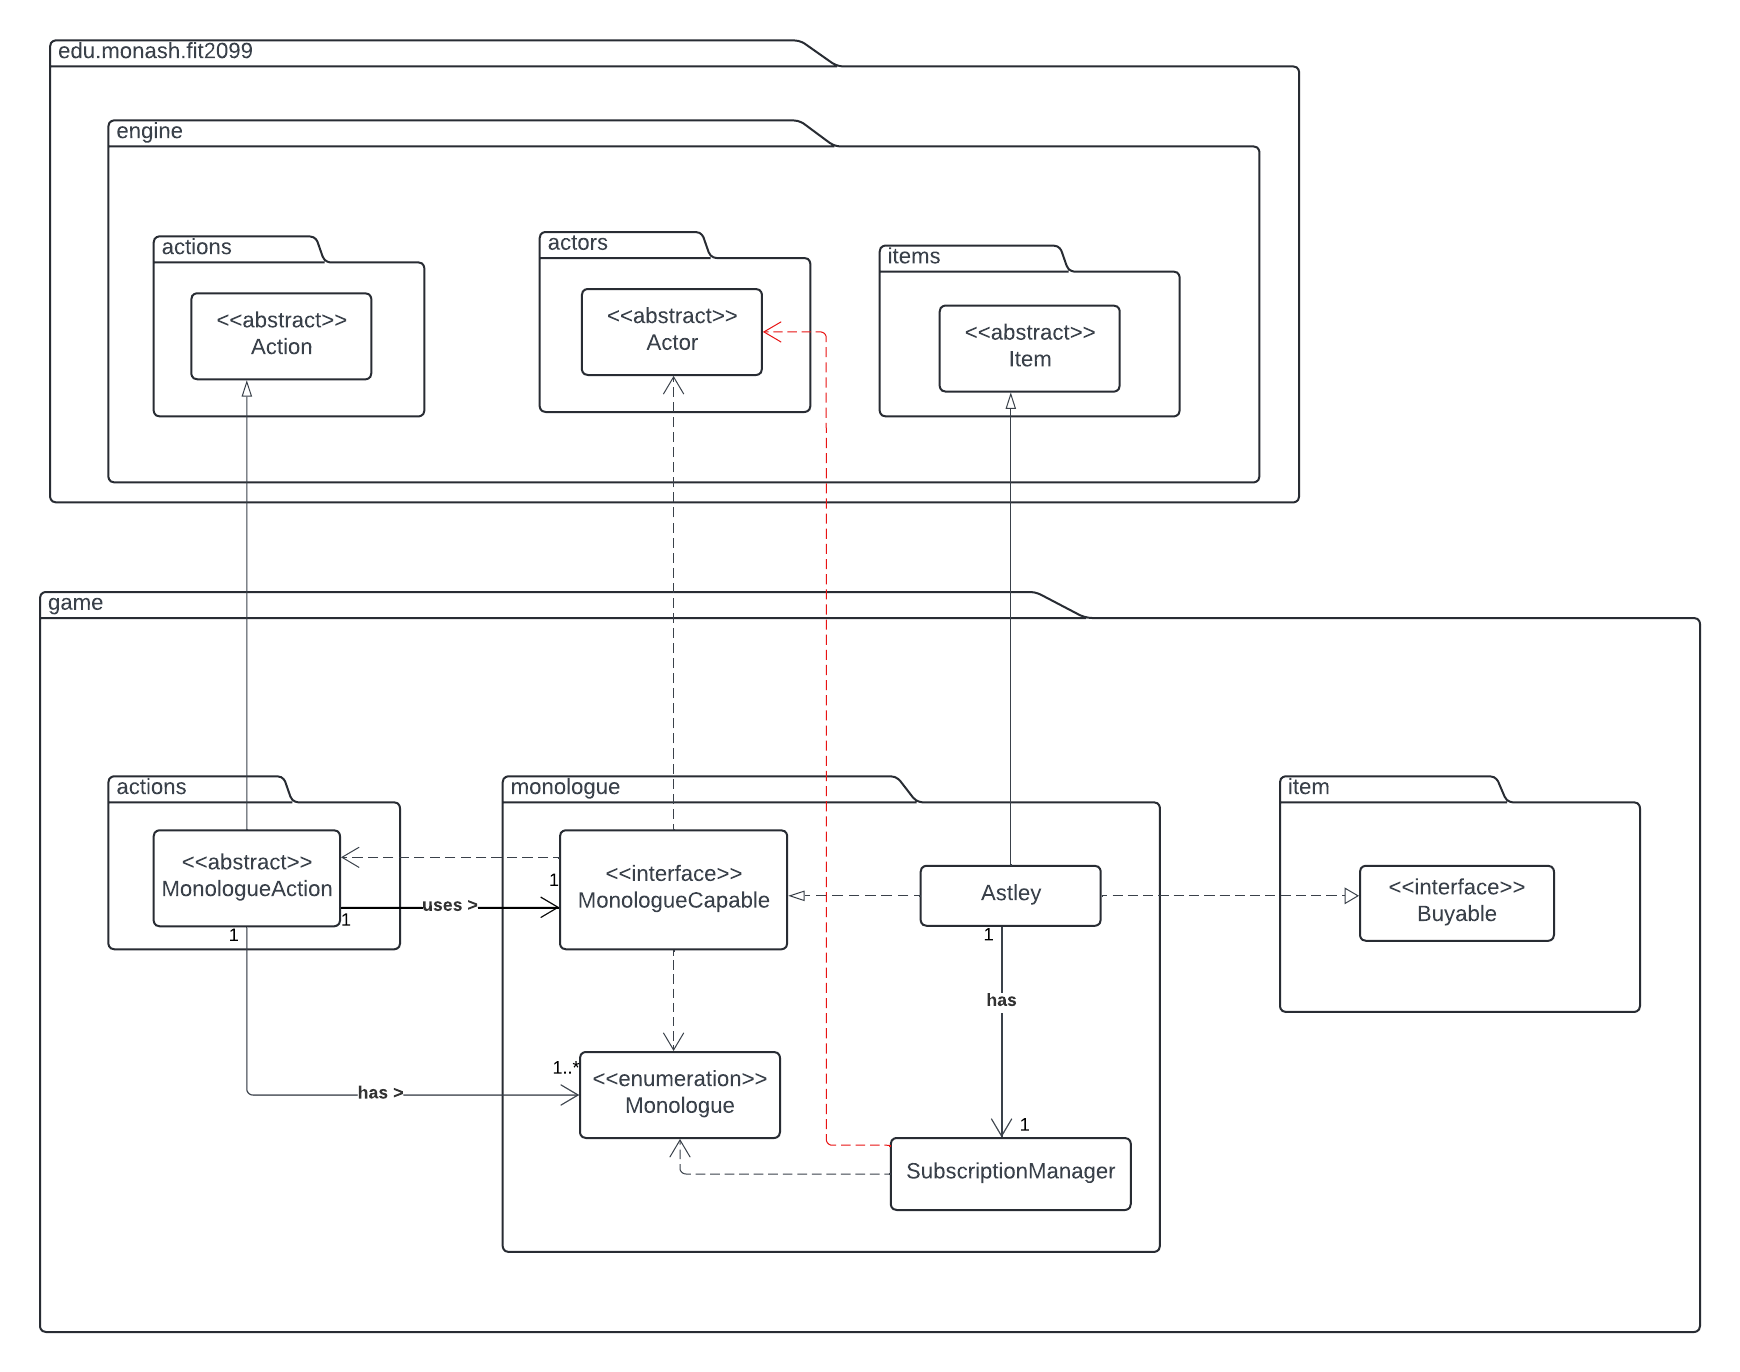 edu.monash.fit2099
engine
actions
<<abstract>>
Action
actors
<<abstract>>
Actor
items
<<abstract>>
Item
game
actions
<<abstract>>
MonologueAction
1
1
uses >
1
monologue
<<interface>>
MonologueCapable
Astley
1
has
1
item
<<interface>>
Buyable
has >
1..*
<<enumeration>>
Monologue
SubscriptionManager